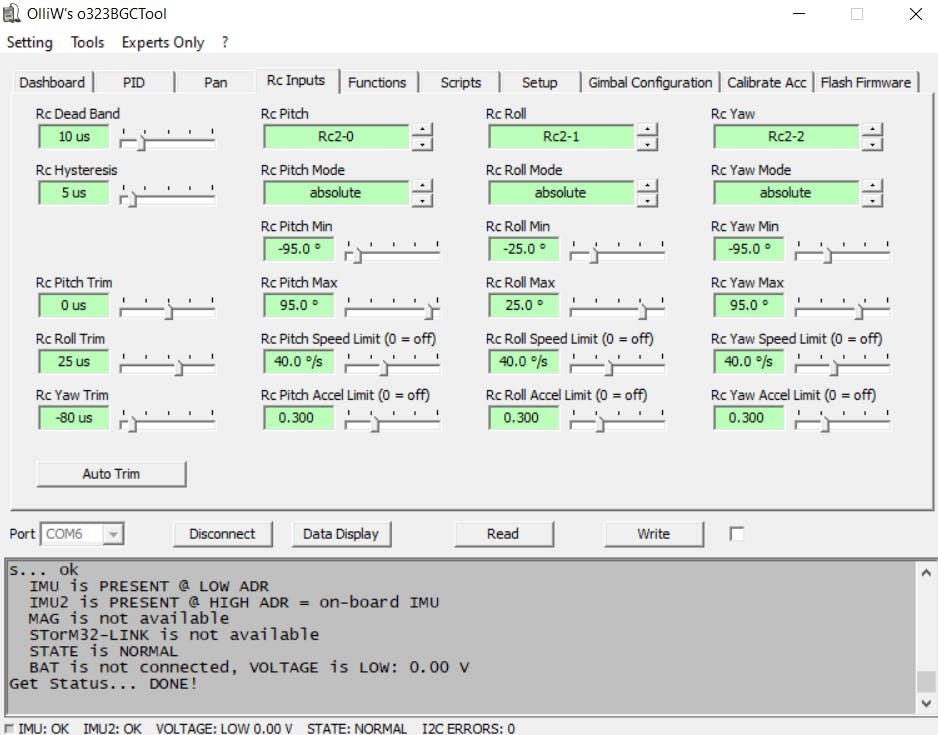 OlliW's o323BGCTool
Setting Tools Experts Only ?
Dashboard PID Pan Rc Inputs Functions Scripts Setup Gimbal Configuration Calibrate Acc Flash Firmware
Rc Dead Band Rc Pitch Rc Roll Rc Yaw
10 us Rc2-0 Rc2-1 Rc2-2
Rc Hysteresis Rc Pitch Mode Rc Roll Mode Rc Yaw Mode
5 us absolute absolute absolute
Rc Pitch Min Rc Roll Min Rc Yaw Min
-95.0 ° -25.0 ° -95.0 °
Rc Pitch Trim Rc Pitch Max Rc Roll Max Rc Yaw Max
0 us 95.0 ° 25.0 ° 95.0 °
Rc Roll Trim Rc Pitch Speed Limit (0 = off) Rc Roll Speed Limit (0 = off) Rc Yaw Speed Limit (0 = off)
25 us 40.0 °/s 40.0 °/s 40.0 °/s
Rc Yaw Trim Rc Pitch Accel Limit (0 = off) Rc Roll Accel Limit (0 = off) Rc Yaw Accel Limit (0 = off)
-80 us 0.300 0.300 0.300
Auto Trim
Port COM6 Disconnect Data Display Read Write
s... ok
IMU is PRESENT @ LOW ADR
IMU2 is PRESENT @ HIGH ADR = on-board IMU
MAG is not available
STorM32-LINK is not available
STATE is NORMAL
BAT is not connected, VOLTAGE is LOW: 0.00 V
Get Status... DONE!
IMU: OK IMU2: OK VOLTAGE: LOW 0.00 V STATE: NORMAL I2C ERRORS: 0